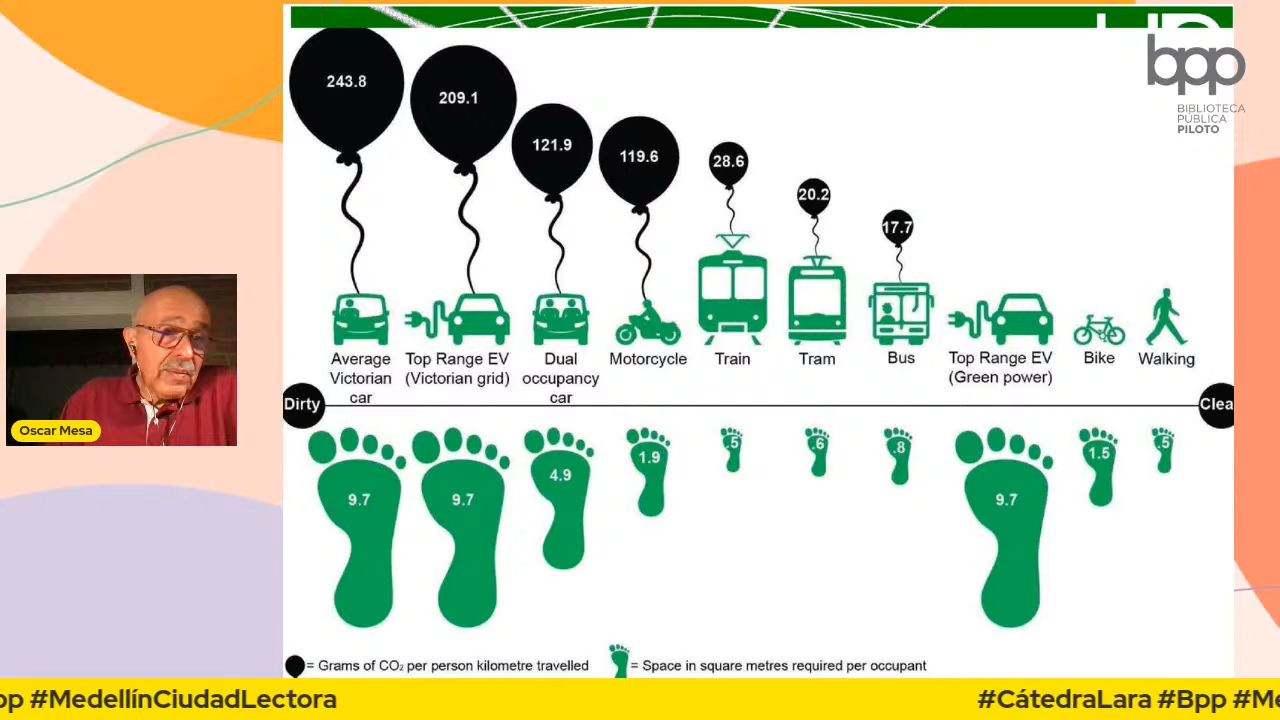 bpp
BIBLIOTECA
PÚBLICA
PILOTO
243.8
209.1
121.9
119.6
28.6
20.2
17.7
Average
Victorian
car
Top Range EV
(Victorian grid)
Dual
occupancy
car
Motorcycle
Train
Tram
Bus
Top Range EV
(Green power)
Bike
Walking
Dirty
Clea
9.7
9.7
4.9
1.9
.5
.6
.8
9.7
1.5
.5
= Grams of CO₂ per person kilometre travelled
= Space in square metres required per occupant
Oscar Mesa
pp #MedellínCiudadLectora
#CátedraLara #Bpp #Me